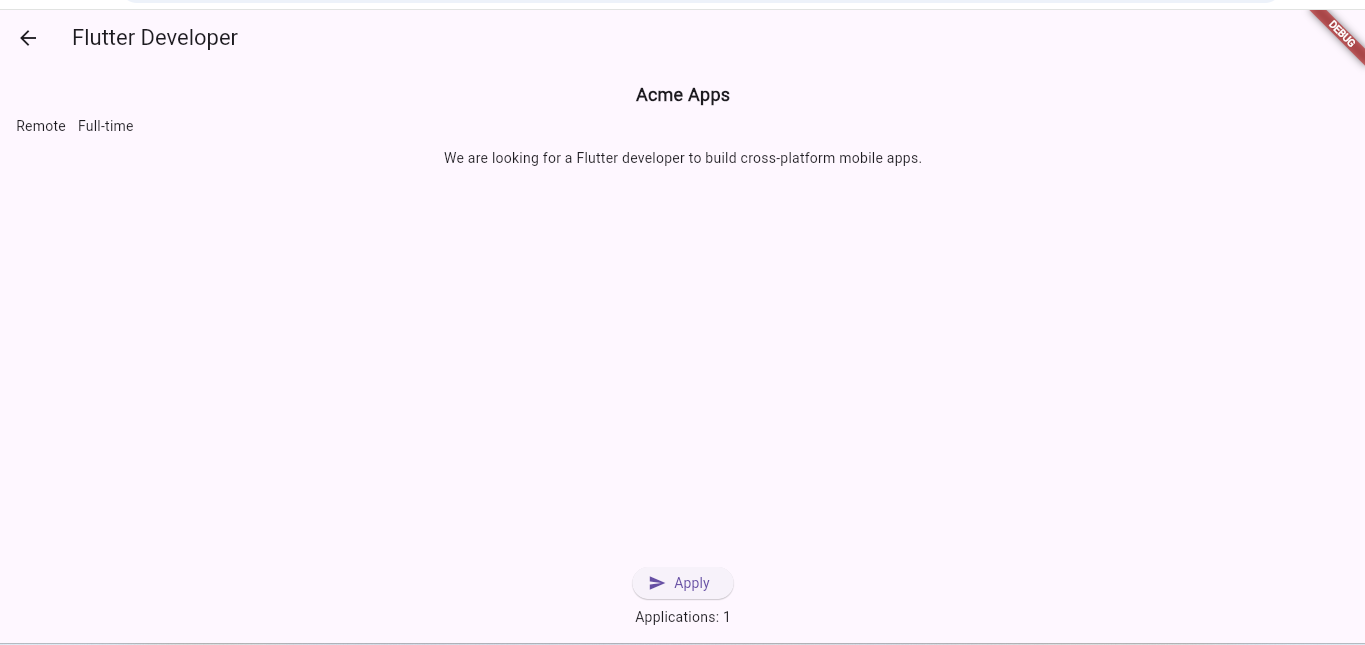 Flutter Developer
DEBUG
Acme Apps
Remote Full-time
We are looking for a Flutter developer to build cross-platform mobile apps.
Apply
Applications: 1